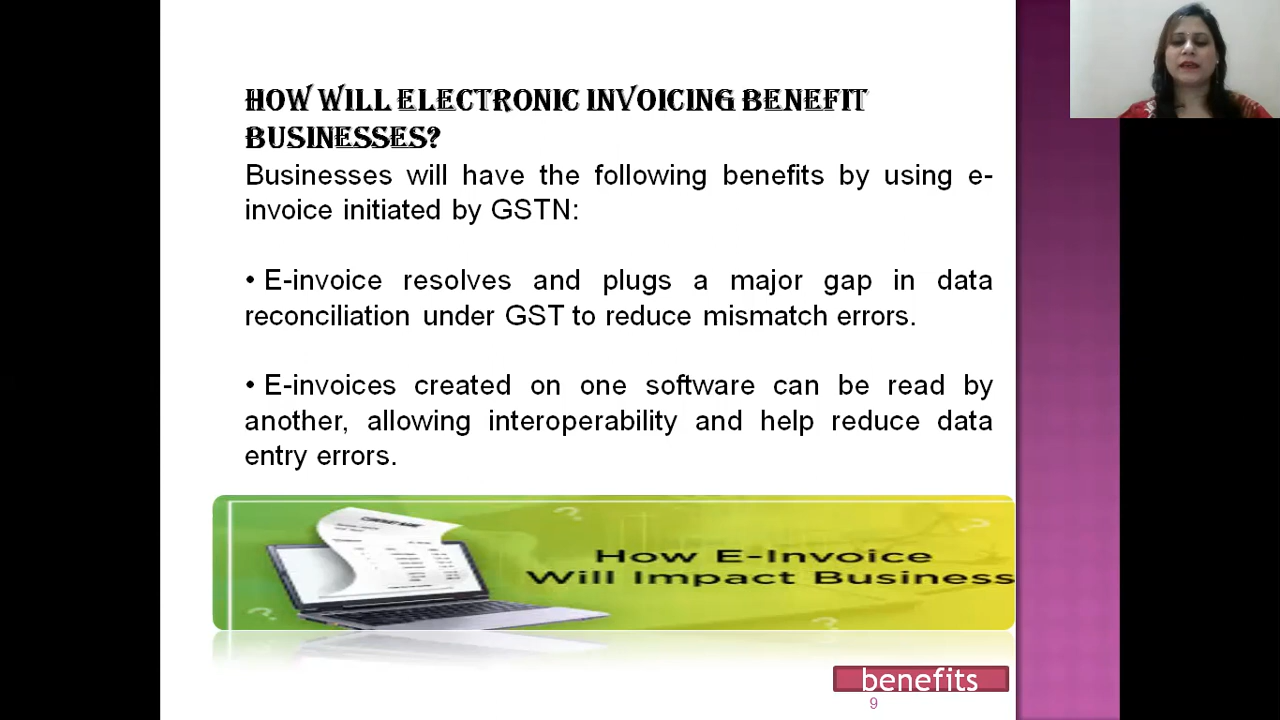 HOW WILL ELECTRONIC INVOICING BENEFIT
BUSINESSES?
Businesses will have the following benefits by using e-
invoice initiated by GSTN:
• E-invoice resolves and plugs a major gap in data
reconciliation under GST to reduce mismatch errors.
• E-invoices created on one software can be read by
another, allowing interoperability and help reduce data
entry errors.
How E-Invoice
Will Impact Business
benefits
9